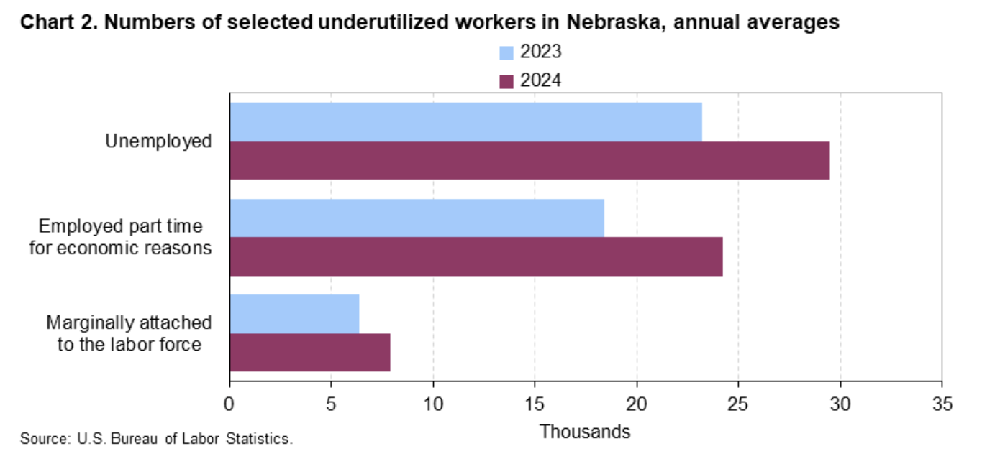 Chart 2. Numbers of selected underutilized workers in Nebraska, annual averages
2023
2024
Unemployed
Employed part time
for economic reasons
Marginally attached
to the labor force
0 5 10 15 20 25 30 35
Thousands
Source: U.S. Bureau of Labor Statistics.